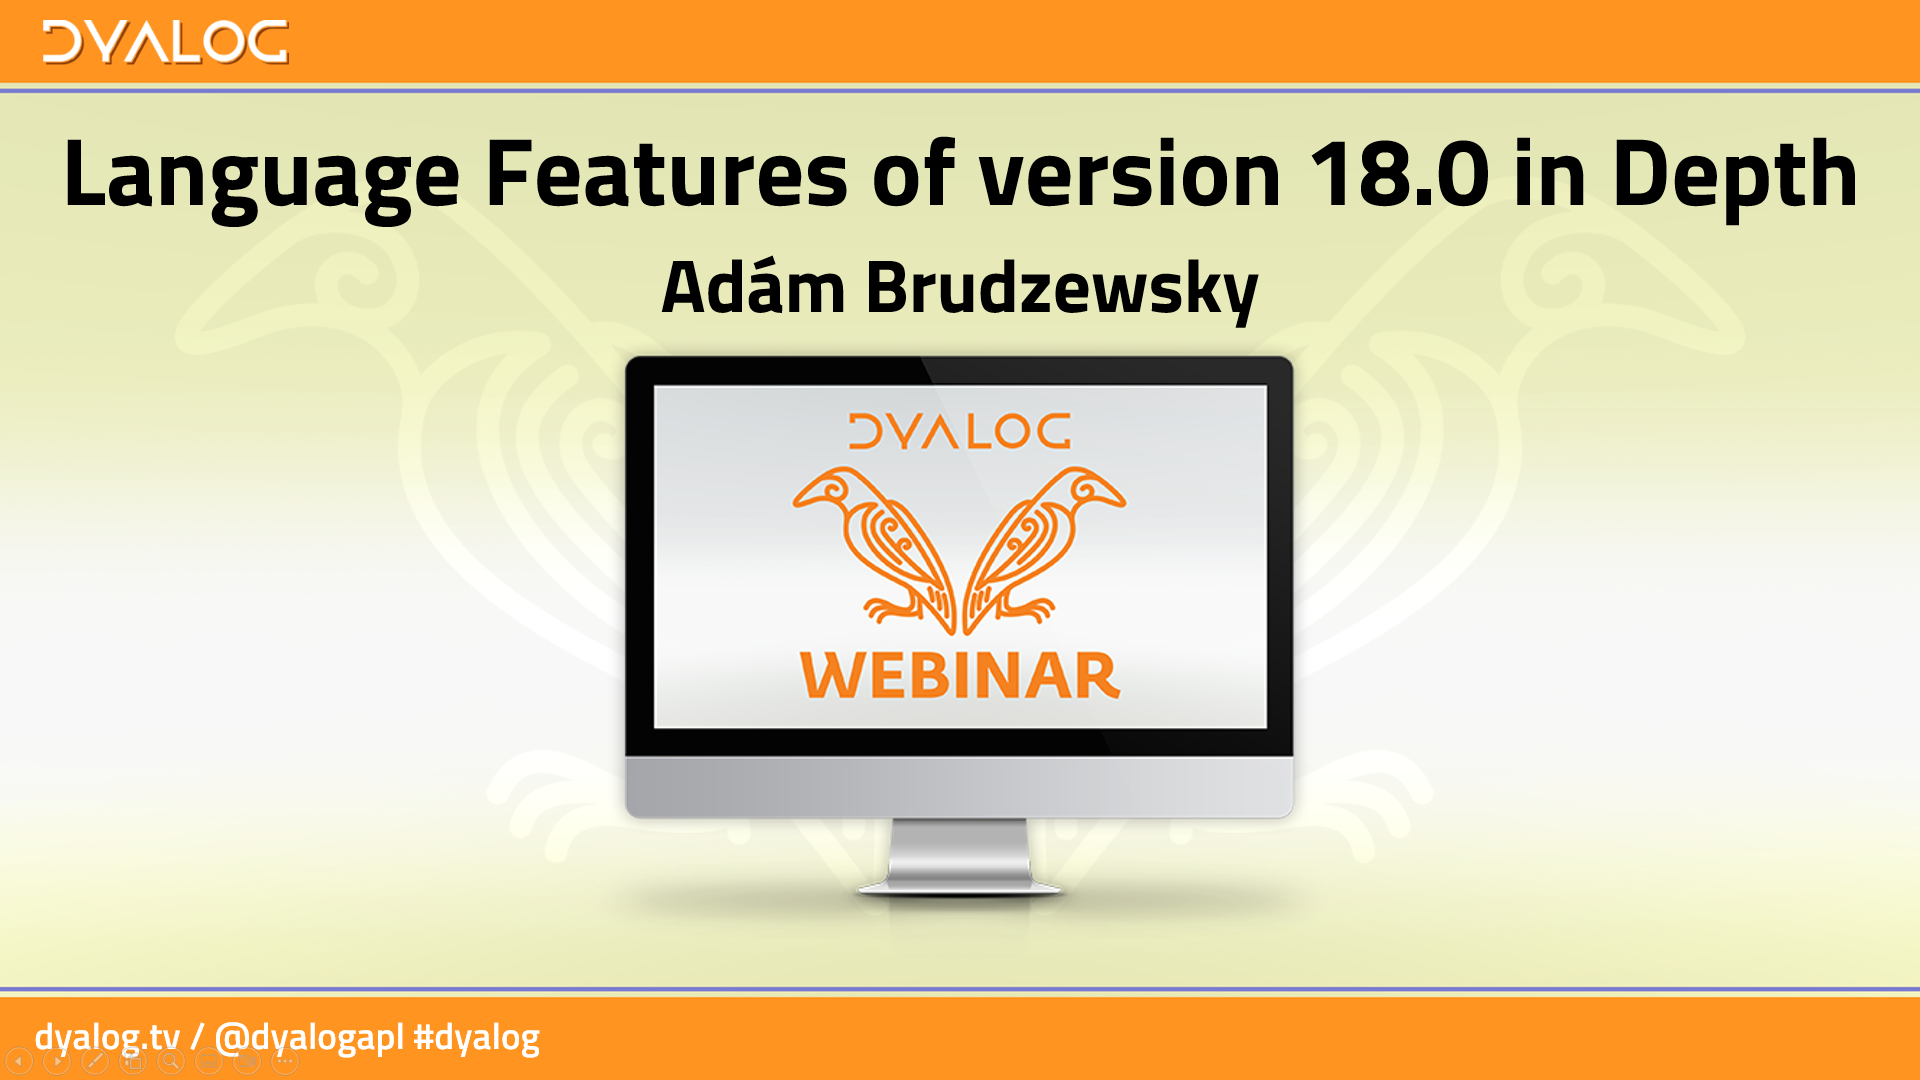 DYALOG
Language Features of version 18.0 in Depth
Adám Brudzewsky
DYALOG
WEBINAR
dyalog.tv / @dyalogapl #dyalog